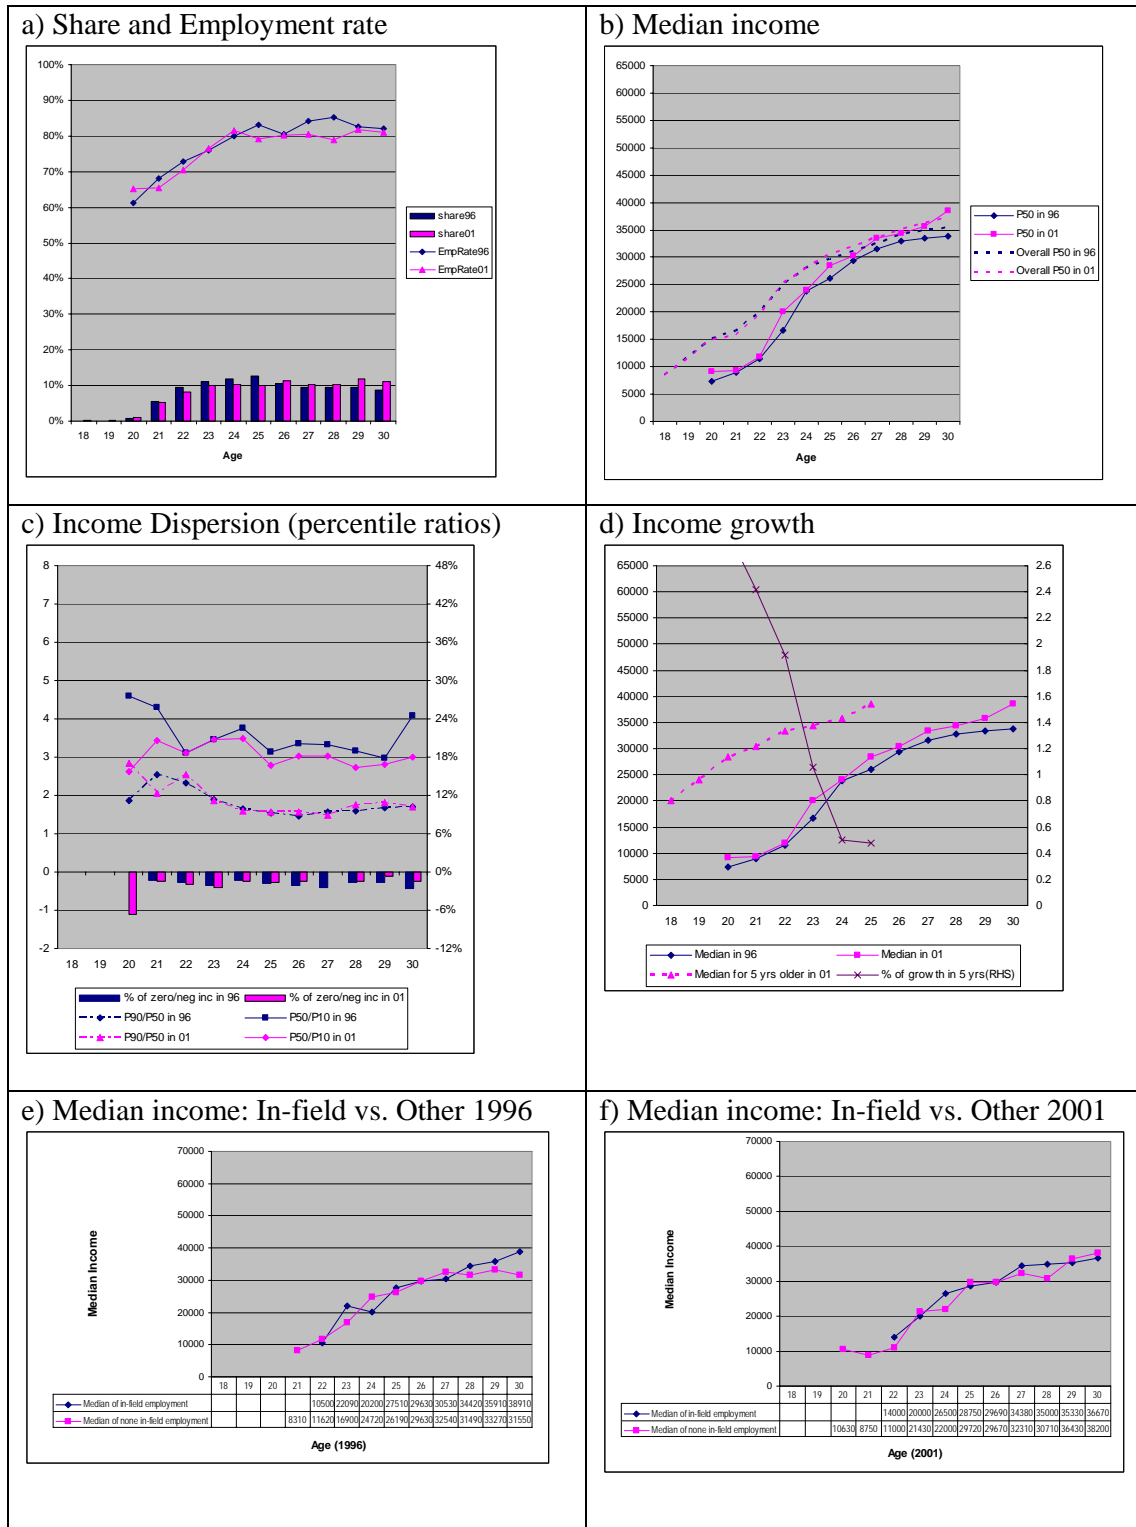 a) Share and Employment rate
100%
90%
80%
70%
60%
50%
40%
30%
20%
10%
0%
18 19 20 21 22 23 24 25 26 27 28 29 30
Age
share96
share01
EmpRate96
EmpRate01
b) Median income
65000
60000
55000
50000
45000
40000
35000
30000
25000
20000
15000
10000
5000
0
18 19 20 21 22 23 24 25 26 27 28 29 30
Age
P50 in 96
P50 in 01
Overall P50 in 96
Overall P50 in 01
c) Income Dispersion (percentile ratios)
8 48%
7 42%
6 36%
5 30%
4 24%
3 18%
2 12%
1 6%
0 0%
-1 -6%
-2 -12%
18 19 20 21 22 23 24 25 26 27 28 29 30
% of zero/neg inc in 96 % of zero/neg inc in 01
P90/P50 in 96 P50/P10 in 96
P90/P50 in 01 P50/P10 in 01
d) Income growth
65000 2.6
60000 2.4
55000 2.2
50000 2
45000 1.8
40000 1.6
35000 1.4
30000 1.2
25000 1
20000 0.8
15000 0.6
10000 0.4
5000 0.2
0 0
18 19 20 21 22 23 24 25 26 27 28 29 30
Median in 96 Median in 01
Median for 5 yrs older in 01 % of growth in 5 yrs(RHS)
e) Median income: In-field vs. Other 1996
70000
60000
50000
40000
30000
20000
10000
0
Median Income
18 19 20 21 22 23 24 25 26 27 28 29 30
Median of in-field employment 10500 22090 20200 27510 29630 30530 34420 35910 38910
Median of none in-field employment 8310 11620 16900 24720 26190 29630 32540 31490 33270 31550
Age (1996)
f) Median income: In-field vs. Other 2001
70000
60000
50000
40000
30000
20000
10000
0
Median Income
18 19 20 21 22 23 24 25 26 27 28 29 30
Median of in-field employment 14000 20000 26500 28750 29690 34380 35000 35330 36670
Median of none in-field employment 10630 8750 11000 21430 22000 29720 29670 32310 30710 36430 38200
Age (2001)